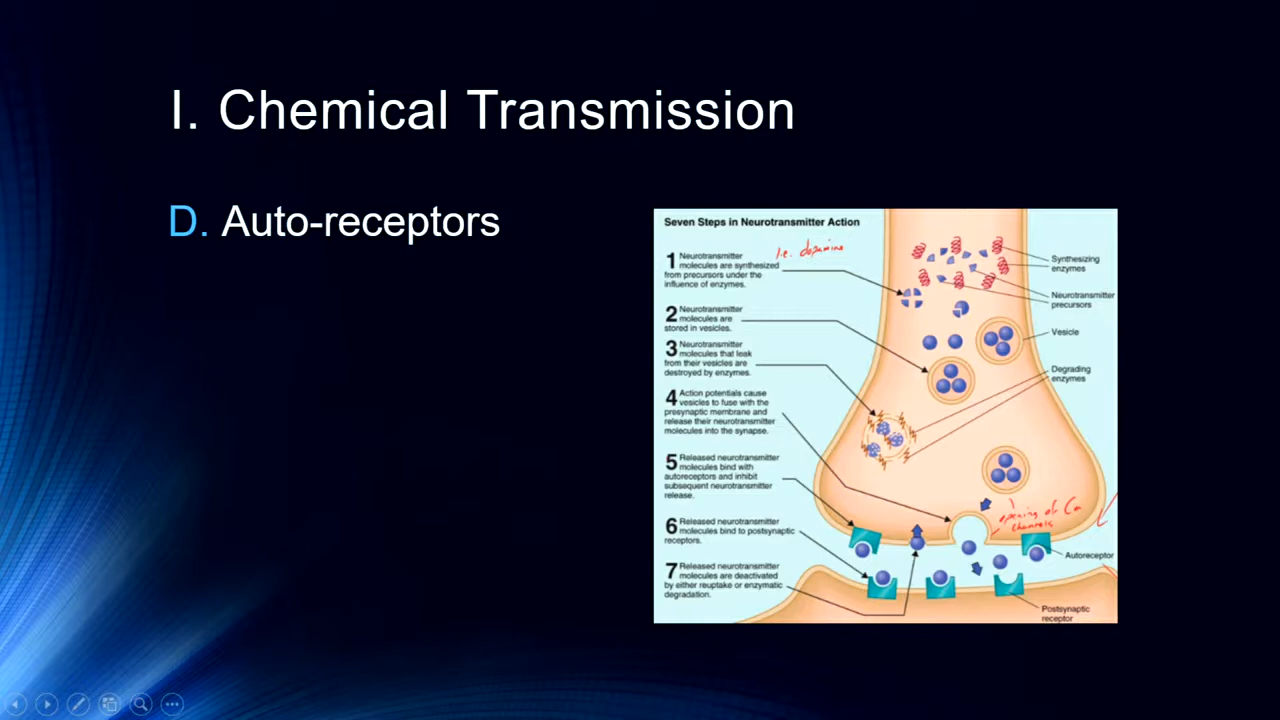 I. Chemical Transmission
D. Auto-receptors
Seven Steps in Neurotransmitter Action
1 Neurotransmitter
molecules are synthesized
from precursors under the
influence of enzymes.
i.e. dopamine
2 Neurotransmitter
molecules are
stored in vesicles.
3 Neurotransmitter
molecules that leak
from their vesicles are
destroyed by enzymes.
4 Action potentials cause
vesicles to fuse with the
presynaptic membrane and
release their neurotransmitter
molecules into the synapse.
5 Released neurotransmitter
molecules bind with
autoreceptors and inhibit
subsequent neurotransmitter
release.
6 Released neurotransmitter
molecules bind to postsynaptic
receptors.
7 Released neurotransmitter
molecules are deactivated
by either reuptake or enzymatic
degradation.
Synthesizing
enzymes
Neurotransmitter
precursors
Vesicle
Degrading
enzymes
opening of Ca
channels
Autoreceptor
Postsynaptic
receptor